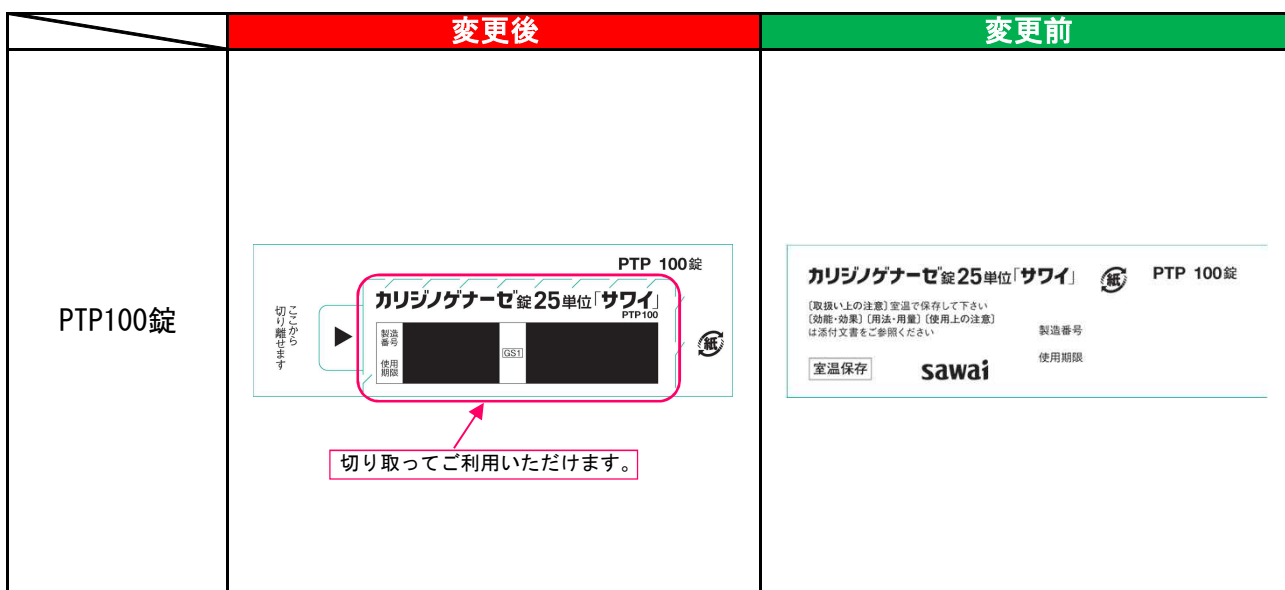 変更後
変更前
PTP100錠
PTP 100錠
カリジノゲナーゼ錠25単位「サワイ」
PTP100
ここから
切り離せます
製造
番号
GS1
使用
期限
紙
切り取ってご利用いただけます。
カリジノゲナーゼ錠25単位「サワイ」
紙
PTP 100錠
〔取扱い上の注意〕室温で保存して下さい
〔効能・効果〕〔用法・用量〕〔使用上の注意〕
は添付文書をご参照ください
製造番号
使用期限
室温保存
sawai